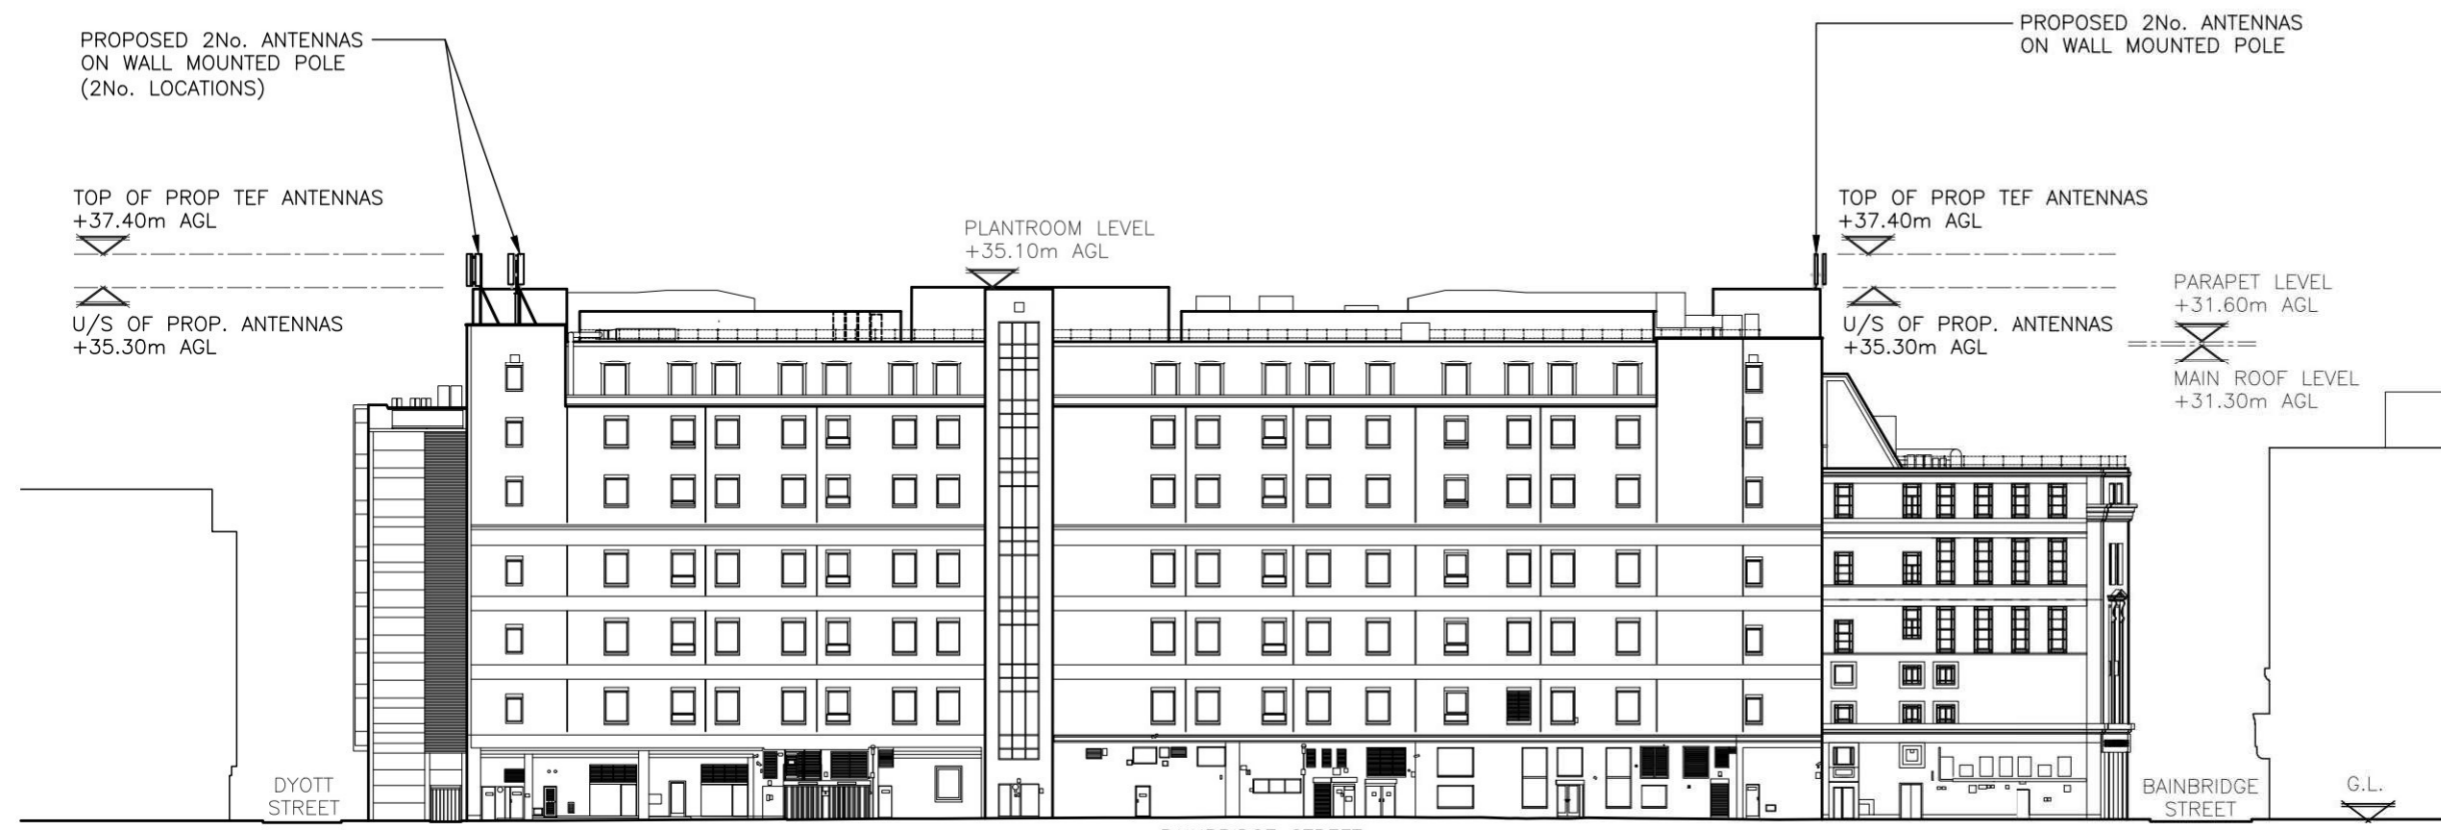 PROPOSED 2No. ANTENNAS
ON WALL MOUNTED POLE
(2No. LOCATIONS)
PROPOSED 2No. ANTENNAS
ON WALL MOUNTED POLE
TOP OF PROP TEF ANTENNAS
+37.40m AGL
U/S OF PROP. ANTENNAS
+35.30m AGL
PLANTROOM LEVEL
+35.10m AGL
TOP OF PROP TEF ANTENNAS
+37.40m AGL
U/S OF PROP. ANTENNAS
+35.30m AGL
PARAPET LEVEL
+31.60m AGL
MAIN ROOF LEVEL
+31.30m AGL
DYOTT
STREET
BAINBRIDGE
STREET
G.L.